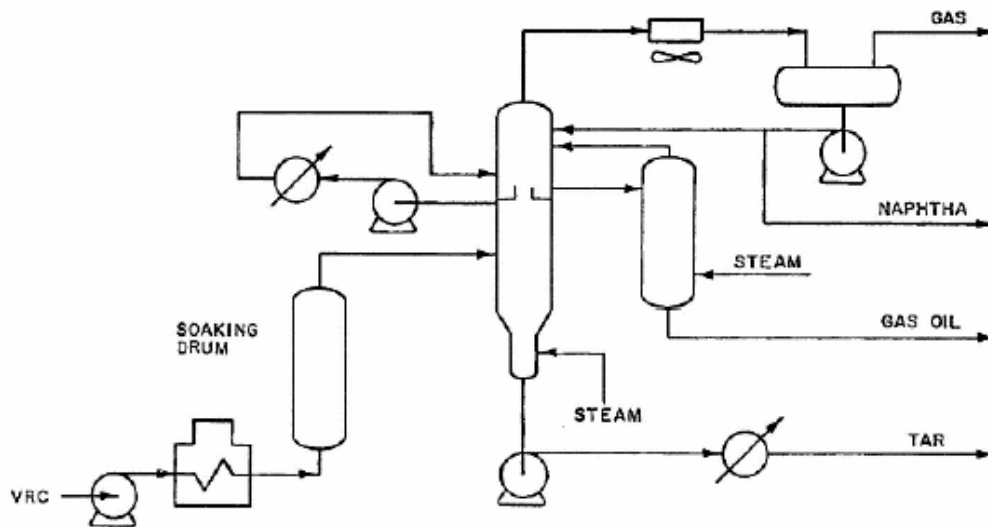 GAS
NAPHTHA
STEAM
GAS OIL
SOAKING
DRUM
STEAM
TAR
VRC